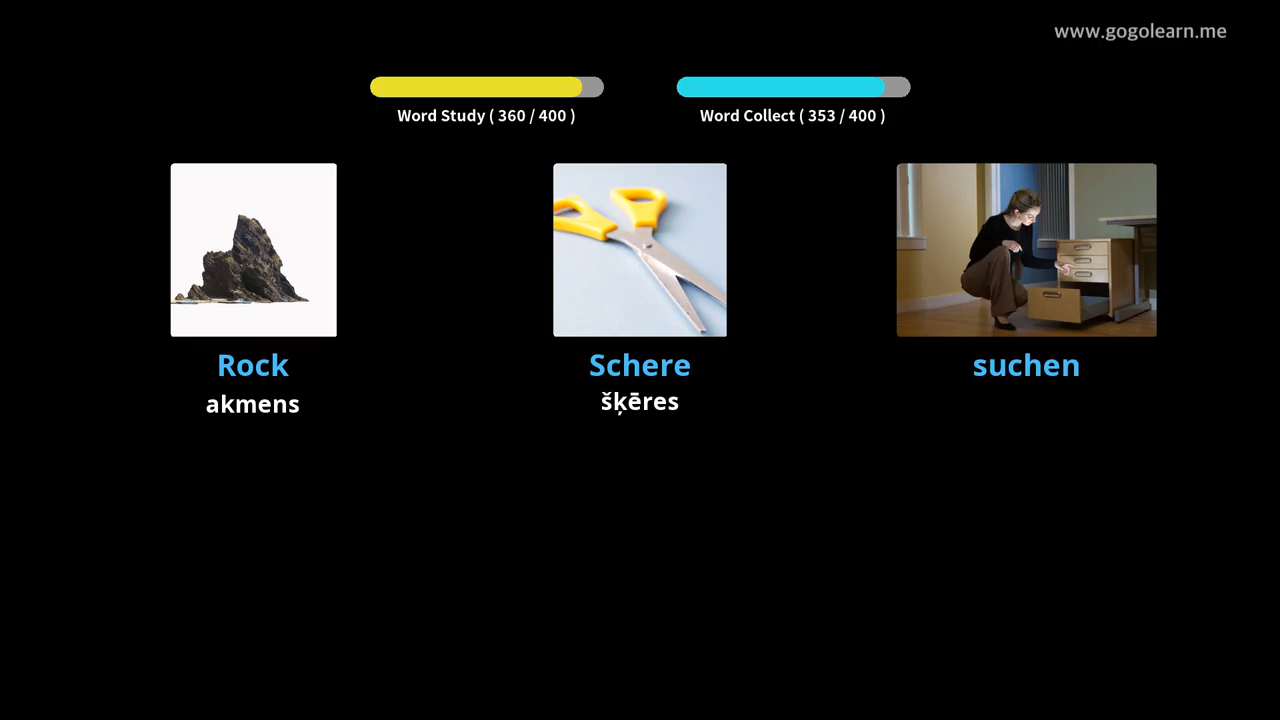 www.gogolearn.me
Word Study ( 360 / 400 )
Word Collect ( 353 / 400 )
Rock
akmens
Schere
šķēres
suchen